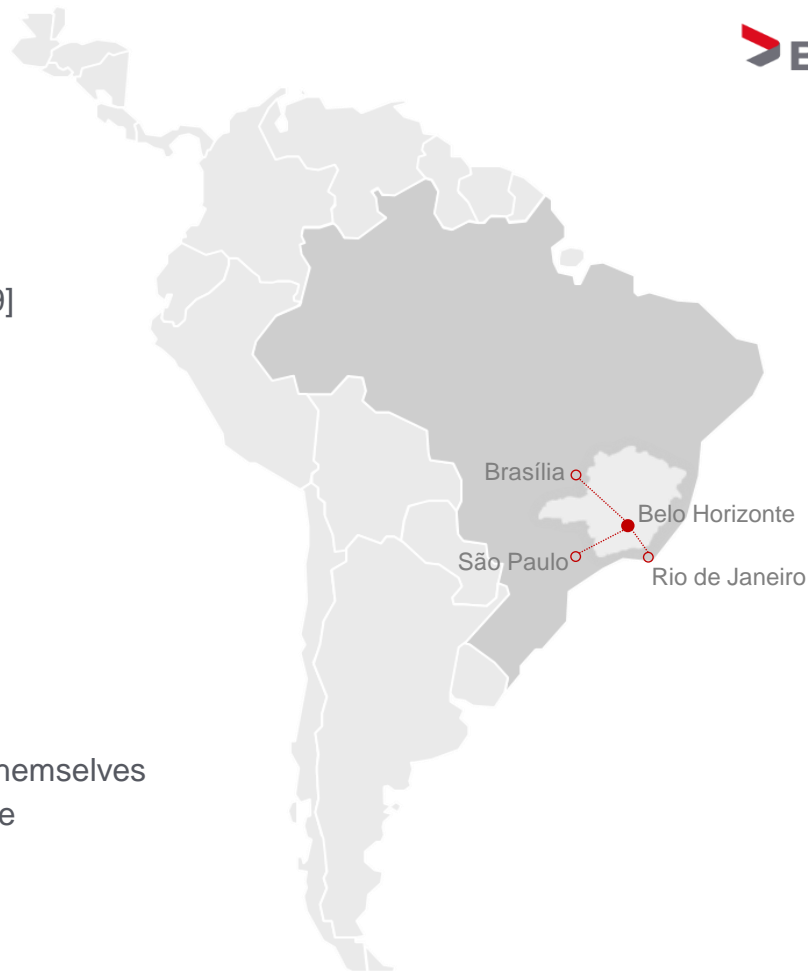 E
9]
Brasília
Belo Horizonte
São Paulo
Rio de Janeiro
hemselves
e